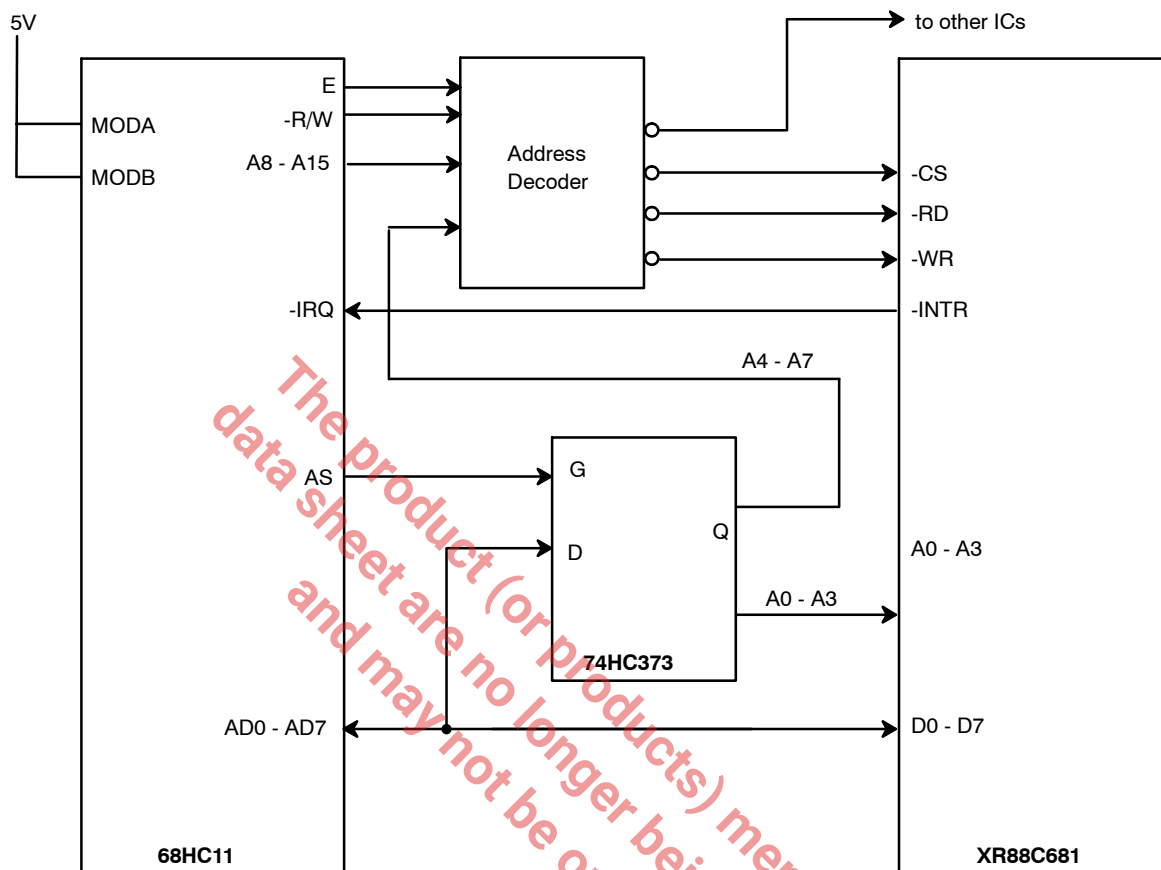 5V
to other ICs
E
MODA
-R/W
A8 - A15
MODB
Address
Decoder
-CS
-RD
-WR
-IRQ
-INTR
A4 - A7
AS
G
Q
D
A0 - A3
A0 - A3
74HC373
AD0 - AD7
D0 - D7
68HC11
XR88C681
The product (or products)
data sheet are no longer
and may not be